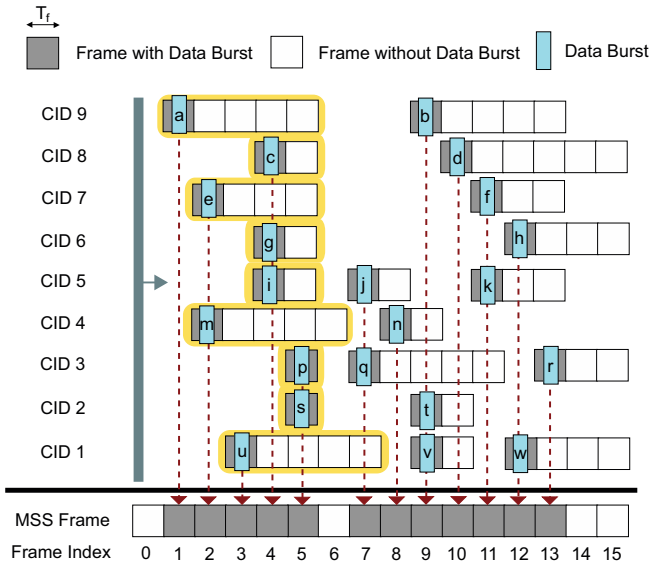 T_f
Frame with Data Burst Frame without Data Burst Data Burst
CID 9 a b
CID 8 c d
CID 7 e f
CID 6 g h
CID 5 i j k
CID 4 m n
CID 3 p q r
CID 2 s t
CID 1 u v w
MSS Frame
Frame Index 0 1 2 3 4 5 6 7 8 9 10 11 12 13 14 15